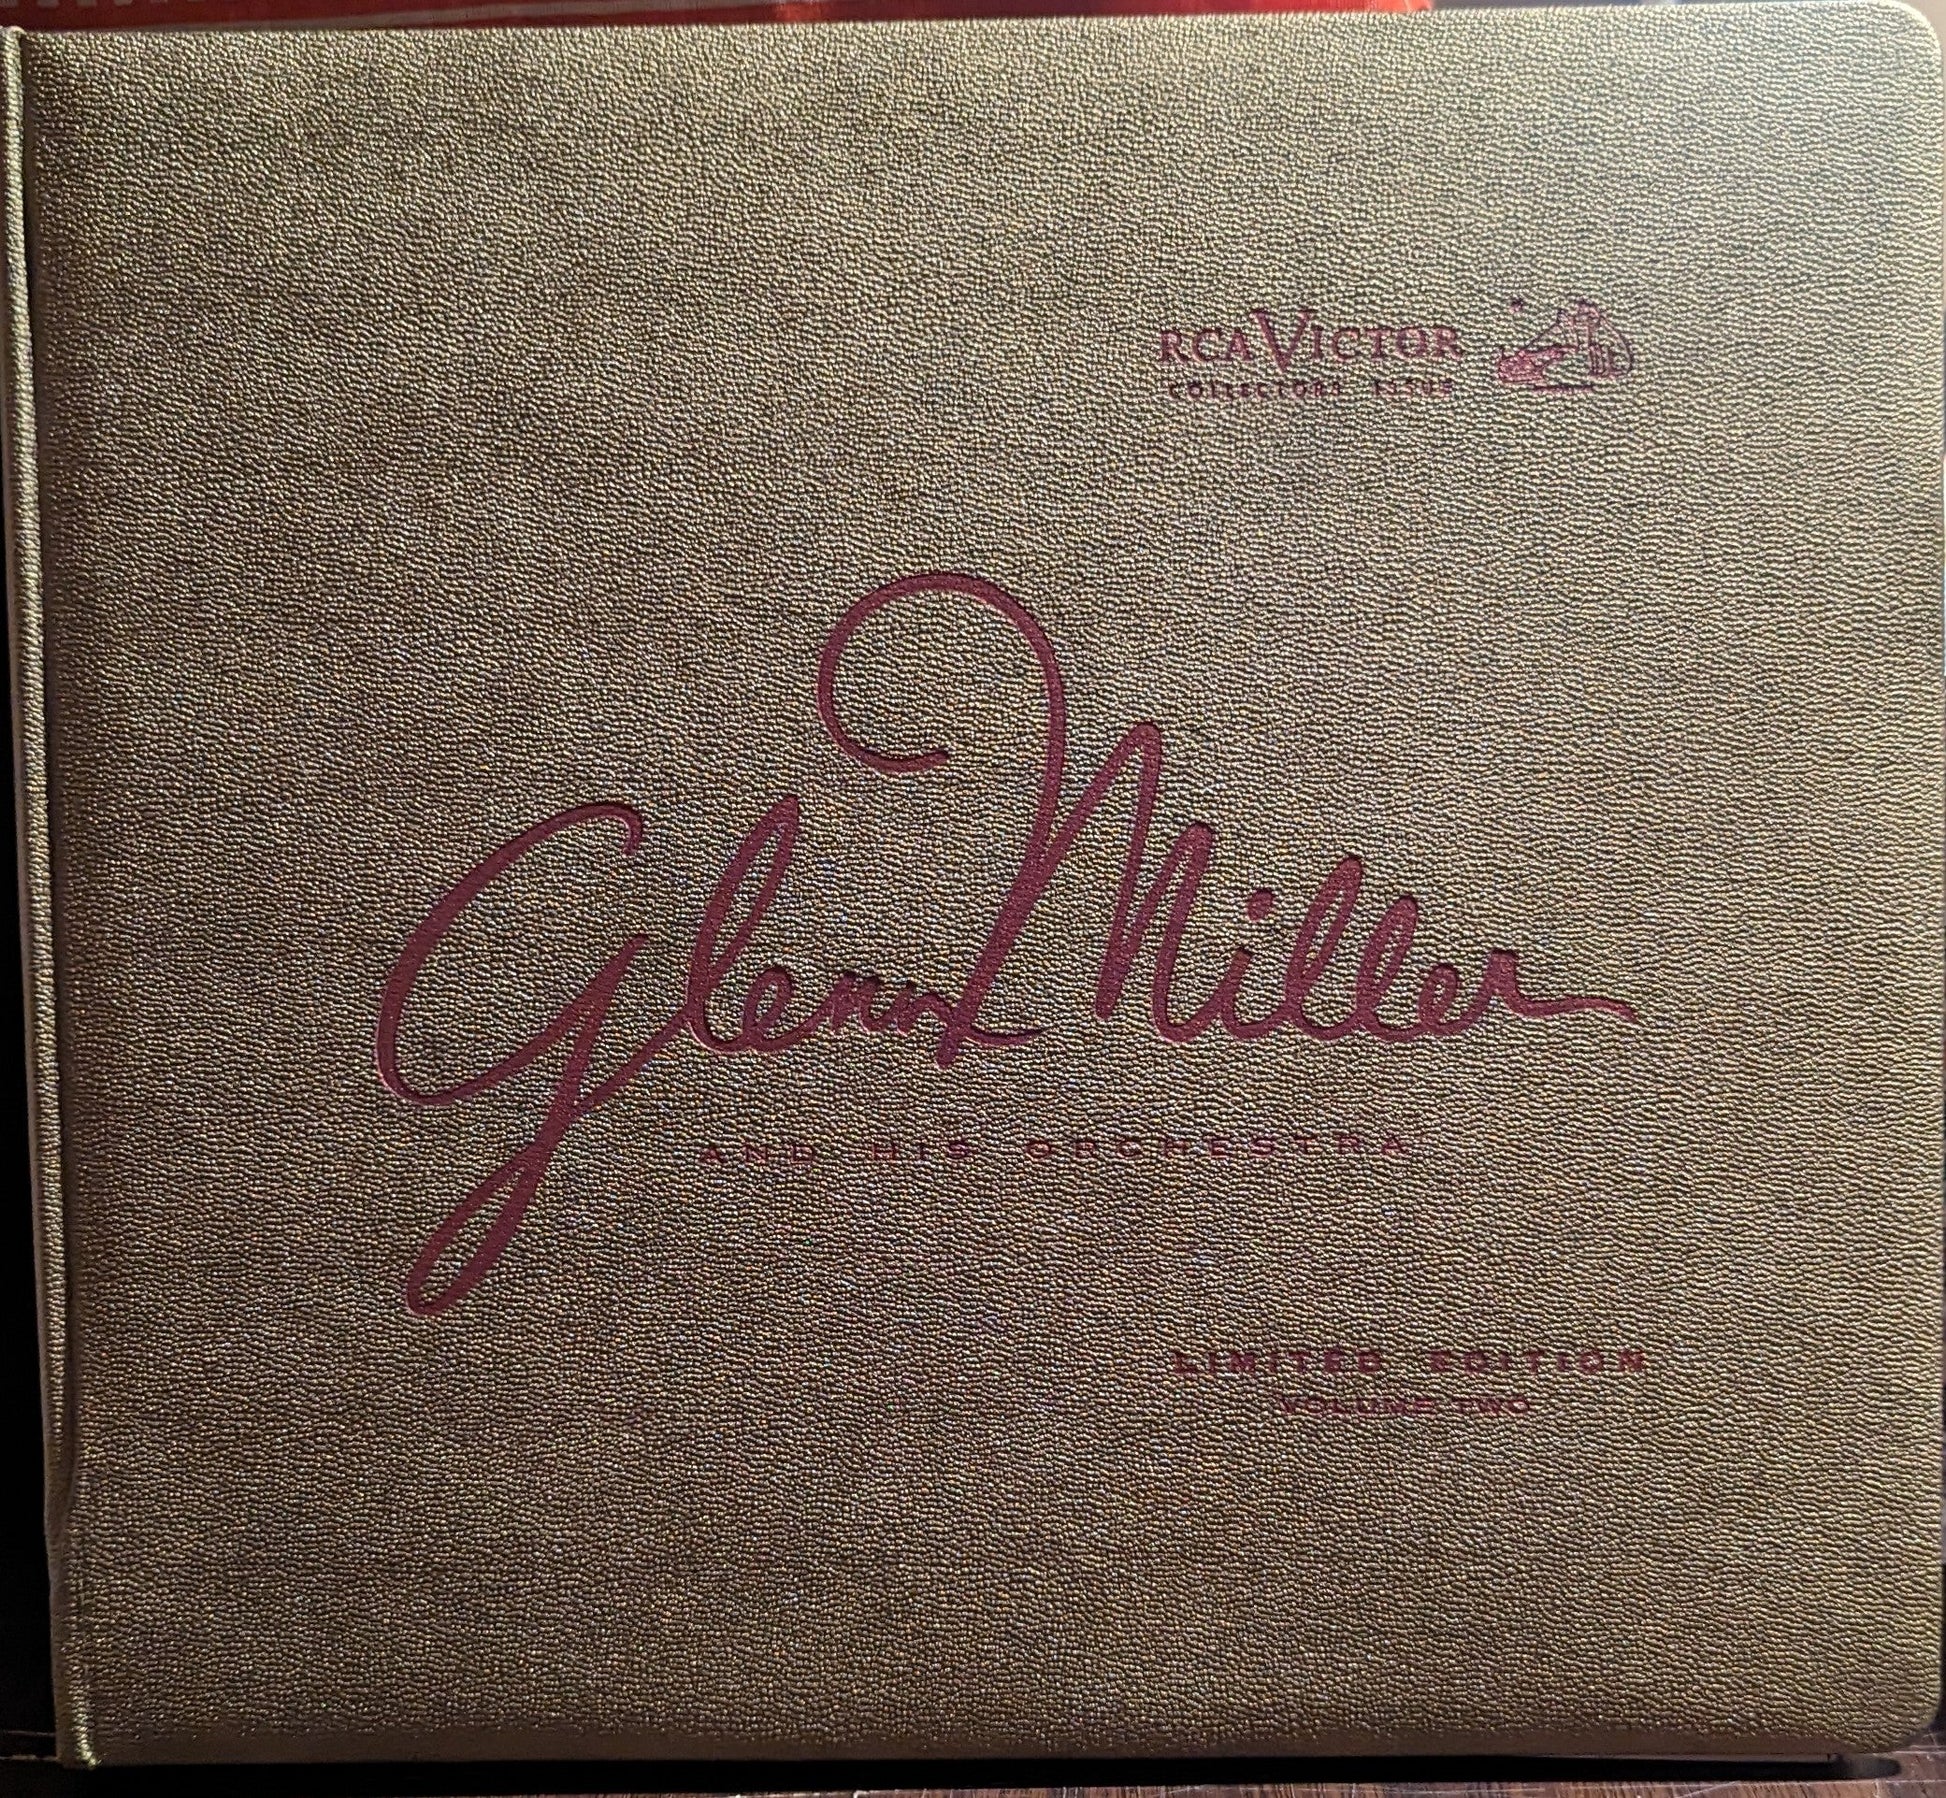 RCA VICTOR
COLLECTORS ISSUE
Glenn Miller
AND HIS ORCHESTRA
LIMITED EDITION
VOLUME TWO